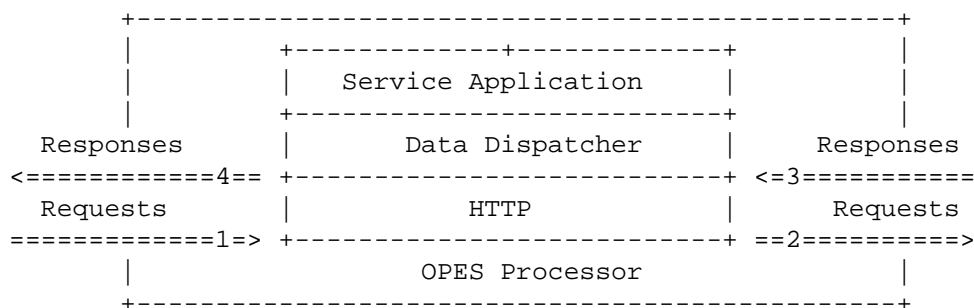 +-----------------------------------------------+
|         +-------------+-------------+          |
|         |   Service Application     |          |
|         +---------------------------+          |
Responses      |       Data Dispatcher     |     Responses
<============4== +---------------------------+ <=3===========
Requests       |           HTTP            |      Requests
=============1=> +---------------------------+ ==2==========>
|                 OPES Processor                |
+-----------------------------------------------+